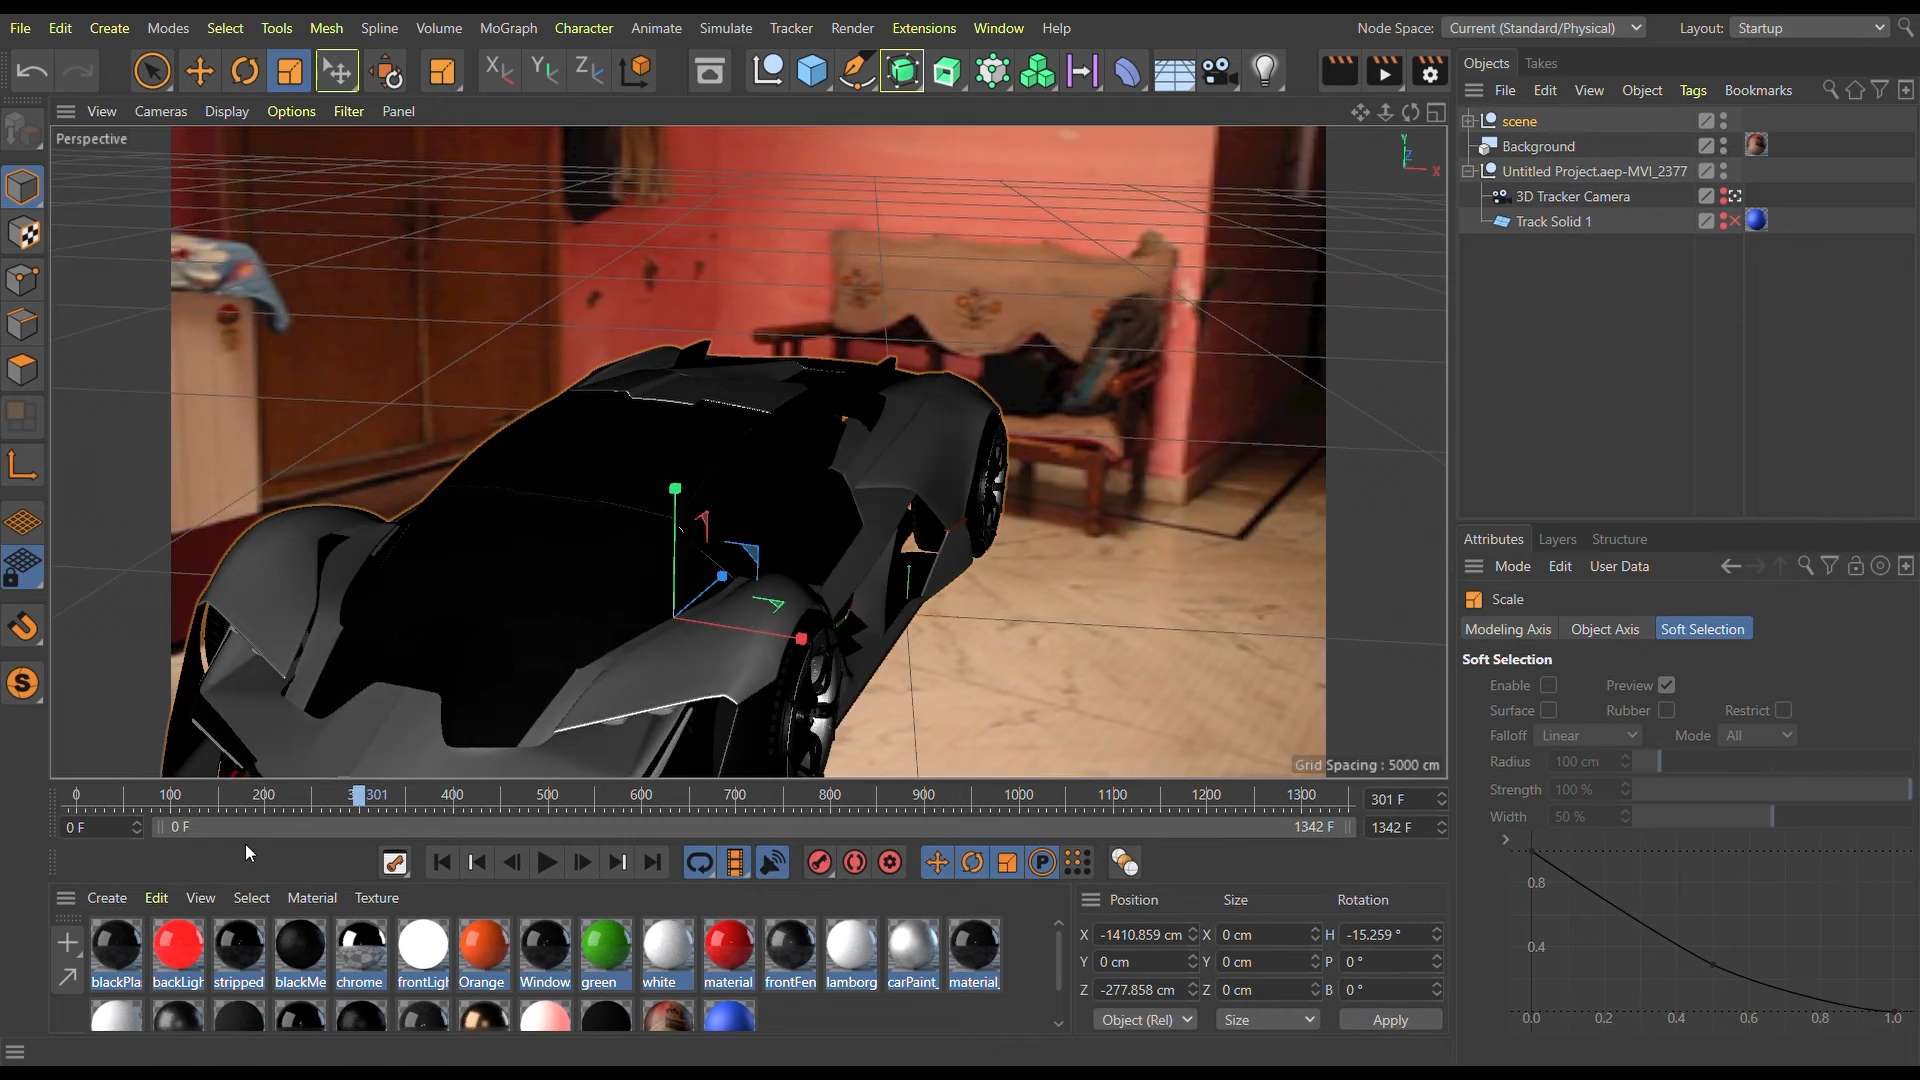 File Edit Create Modes Select Tools Mesh Spline Volume MoGraph Character Animate Simulate Tracker Render Extensions Window Help Node Space: Current (Standard/Physical) Layout: Startup
X Y Z
Objects Takes
File Edit View Object Tags Bookmarks
scene
Background
Untitled Project.aep-MVI_2377
3D Tracker Camera
Track Solid 1
View Cameras Display Options Filter Panel
Perspective
Y
Z
X
Grid Spacing : 5000 cm
Attributes Layers Structure
Mode Edit User Data
Scale
Modeling Axis Object Axis Soft Selection
Soft Selection
Enable Preview
Surface Rubber Restrict
Falloff Linear Mode All
Radius 100 cm
Strength 100 %
Width 50 %
0.8
0.4
0.0 0.2 0.4 0.6 0.8 1.0
0 100 200 301 400 500 600 700 800 900 1000 1100 1200 1300 301 F
0 F 0 F 1342 F 1342 F
P
S
Create Edit View Select Material Texture
blackPla backLigh stripped blackMe chrome frontLigh Orange Window green white material frontFen lamborg carPaint_ material_
Position Size Rotation
X -1410.859 cm X 0 cm H -15.259 °
Y 0 cm Y 0 cm P 0 °
Z -277.858 cm Z 0 cm B 0 °
Object (Rel) Size Apply